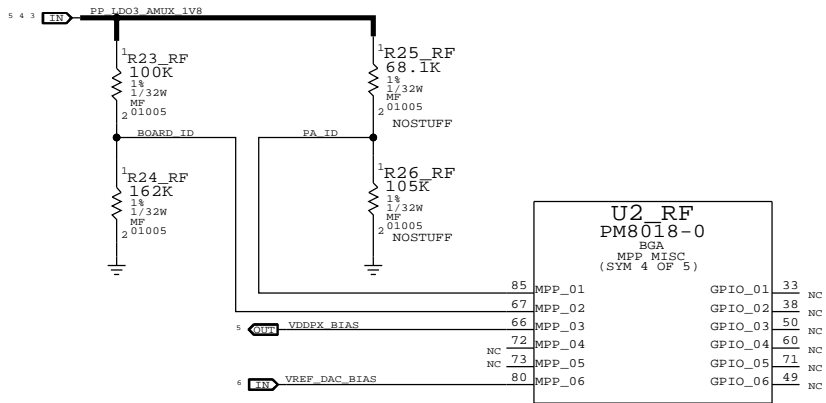 5 4 3 IN PP_LDO3_AMUX_1V8
1 R23_RF
100K
1%
1/32W
MF
2 01005
1 R25_RF
68.1K
1%
1/32W
MF
2 01005
NOSTUFF
BOARD_ID
PA_ID
1 R24_RF
162K
1%
1/32W
MF
2 01005
1 R26_RF
105K
1%
1/32W
MF
2 01005
NOSTUFF
U2_RF
PM8018-0
BGA
MPP MISC
(SYM 4 OF 5)
85 MPP_01 GPIO_01 33 NC
67 MPP_02 GPIO_02 38 NC
5 OUT VDDPX_BIAS 66 MPP_03 GPIO_03 50 NC
NC 72 MPP_04 GPIO_04 60 NC
NC 73 MPP_05 GPIO_05 71 NC
6 IN VREF_DAC_BIAS 80 MPP_06 GPIO_06 49 NC